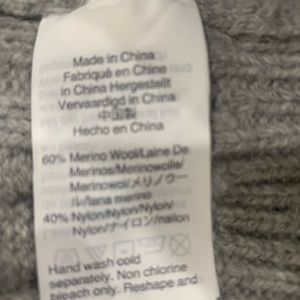 Made in China
Fabriqué en Chine
in China Hergestellt
Vervaardigd in China
中国製
Hecho en China
60% Merino Wool/Laine De
Merinos/Merinowolle/
Merinowol/メリノウー
ル/lana merino
40% Nylon/Nylon/Nylon/
Nylon/ナイロン/nailon
Hand wash cold
separately. Non chlorine
bleach only. Reshape and